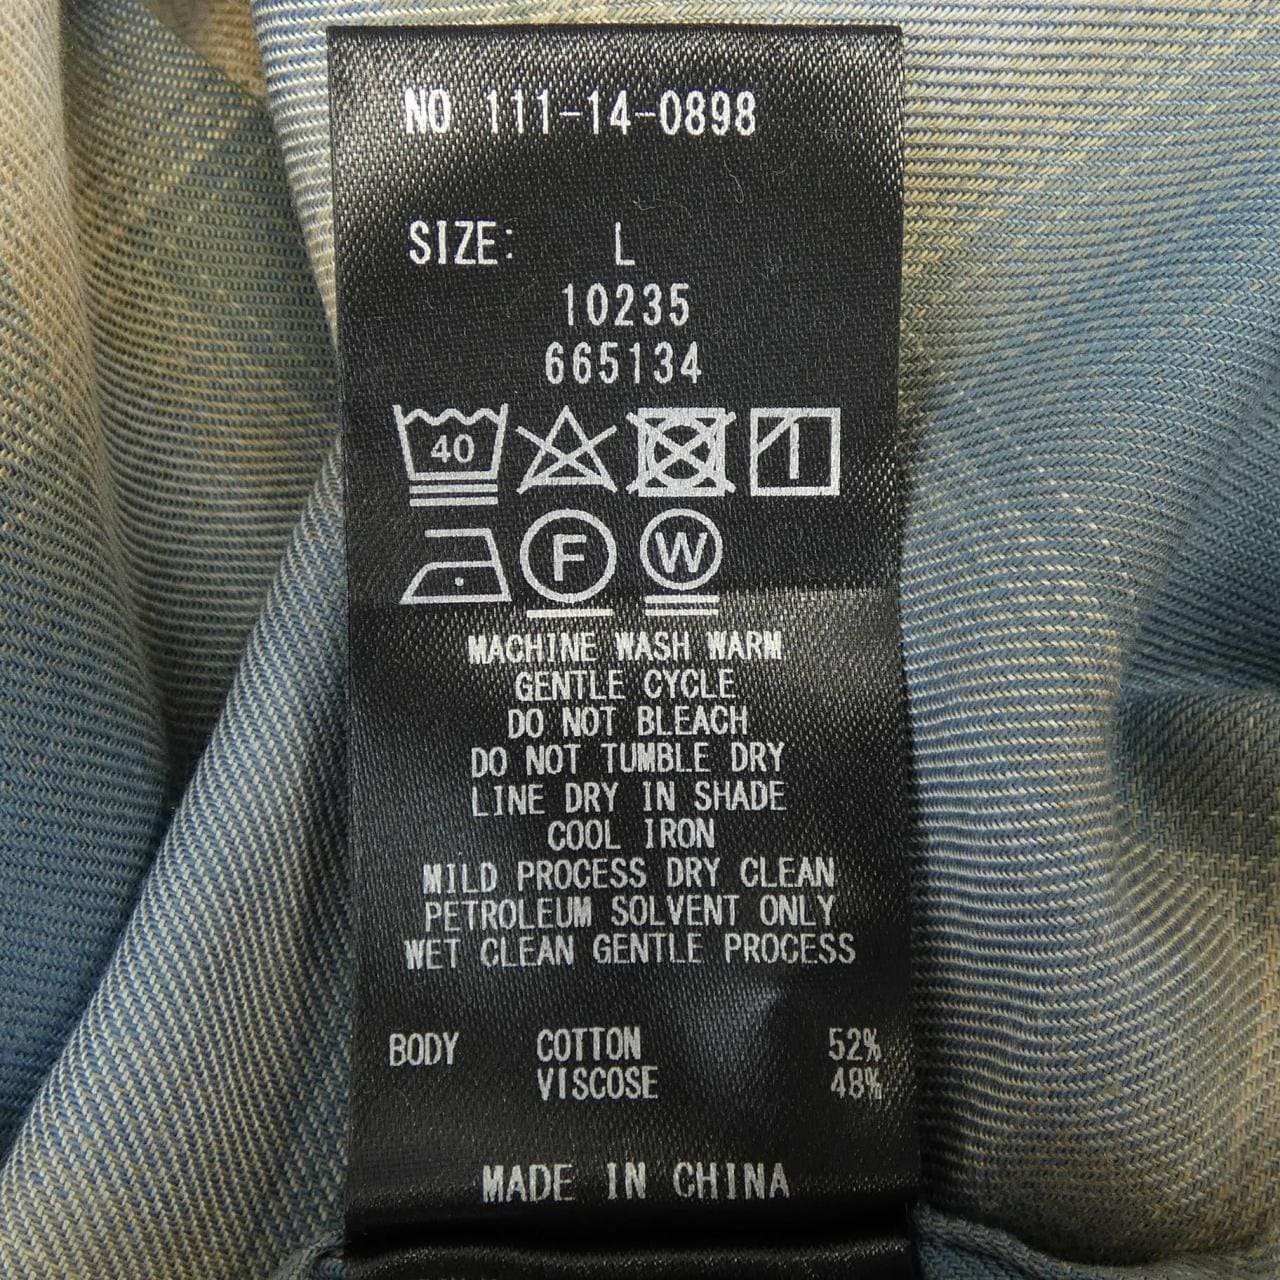 NO 111-14-0898
SIZE: L
10235
665134
40
F W
MACHINE WASH WARM
GENTLE CYCLE
DO NOT BLEACH
DO NOT TUMBLE DRY
LINE DRY IN SHADE
COOL IRON
MILD PROCESS DRY CLEAN
PETROLEUM SOLVENT ONLY
WET CLEAN GENTLE PROCESS
BODY COTTON 52%
VISCOSE 48%
MADE IN CHINA